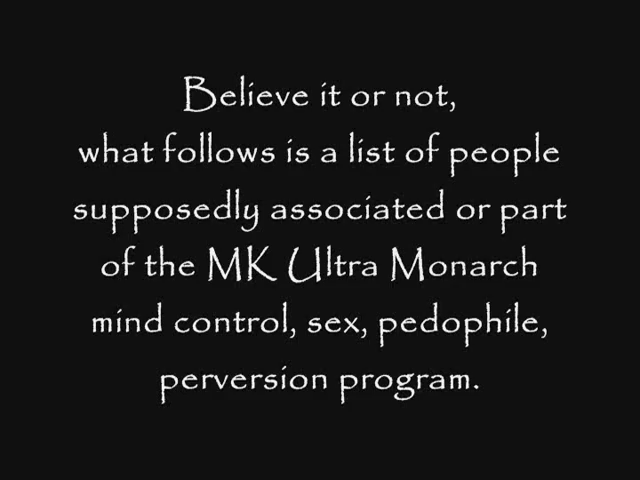 Believe it or not,
what follows is a list of people
supposedly associated or part
of the MK Ultra Monarch
mind control, sex, pedophile,
perversion program.